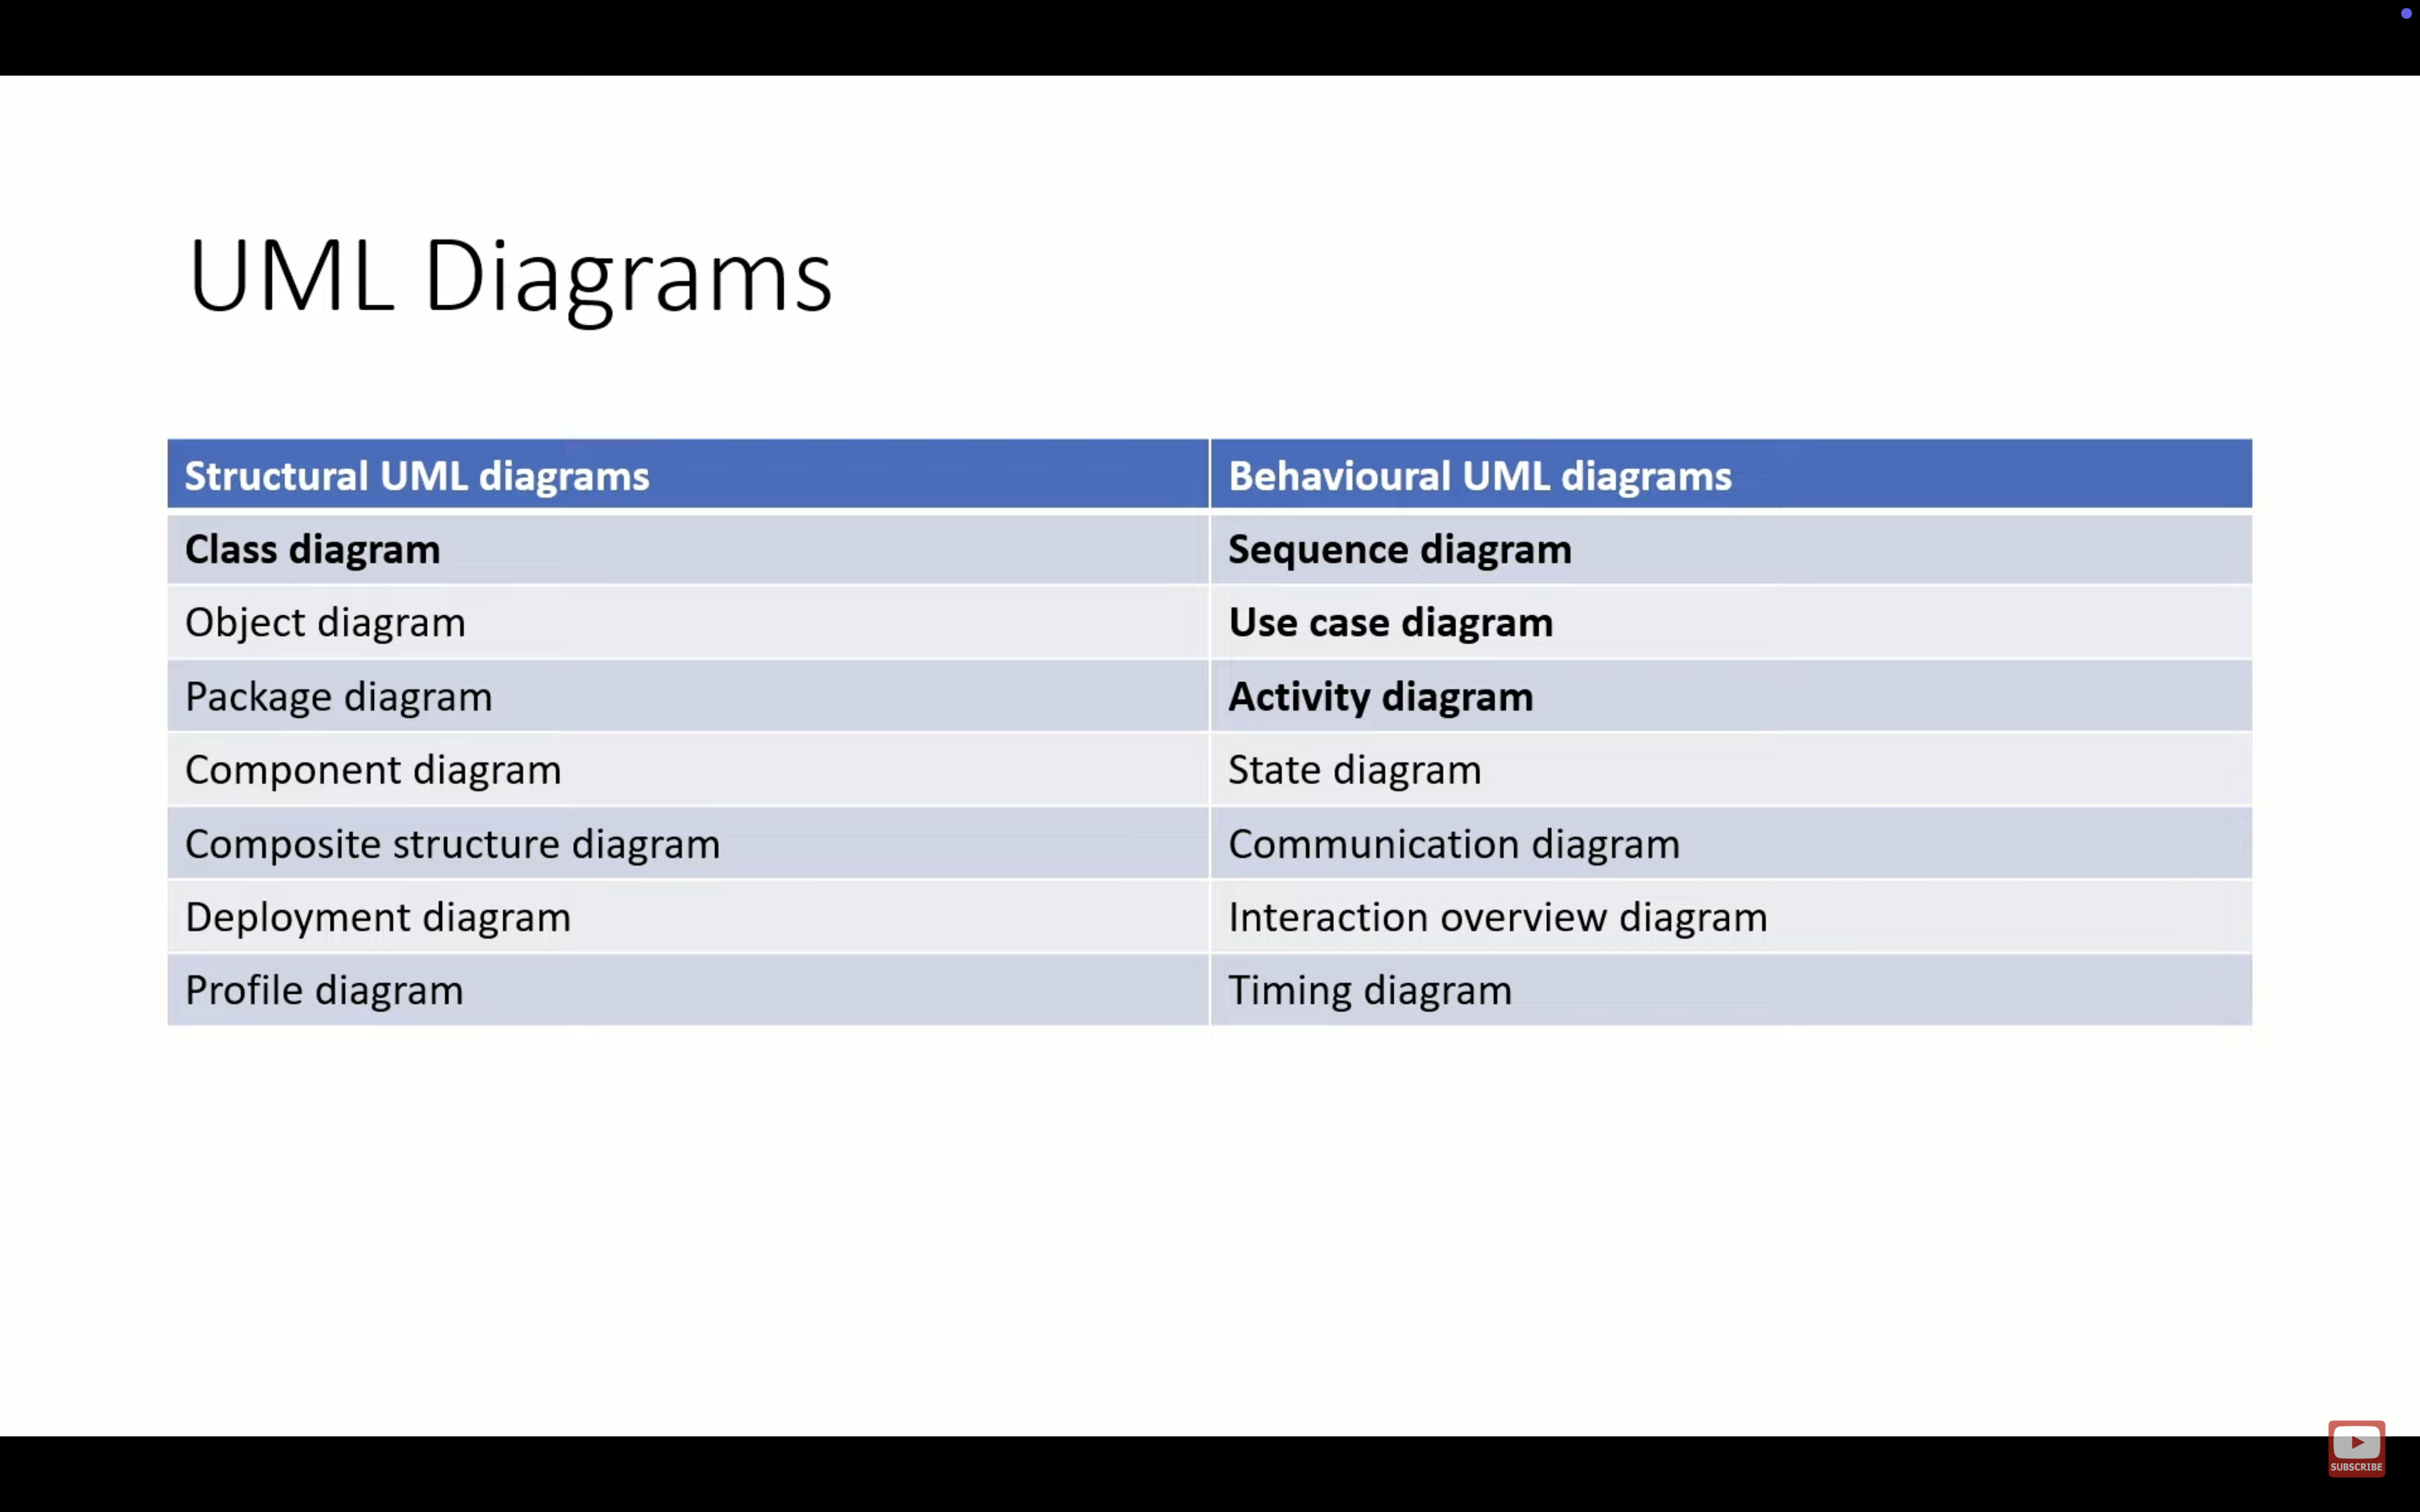 UML Diagrams
Structural UML diagrams Behavioural UML diagrams
Class diagram Sequence diagram
Object diagram Use case diagram
Package diagram Activity diagram
Component diagram State diagram
Composite structure diagram Communication diagram
Deployment diagram Interaction overview diagram
Profile diagram Timing diagram
SUBSCRIBE